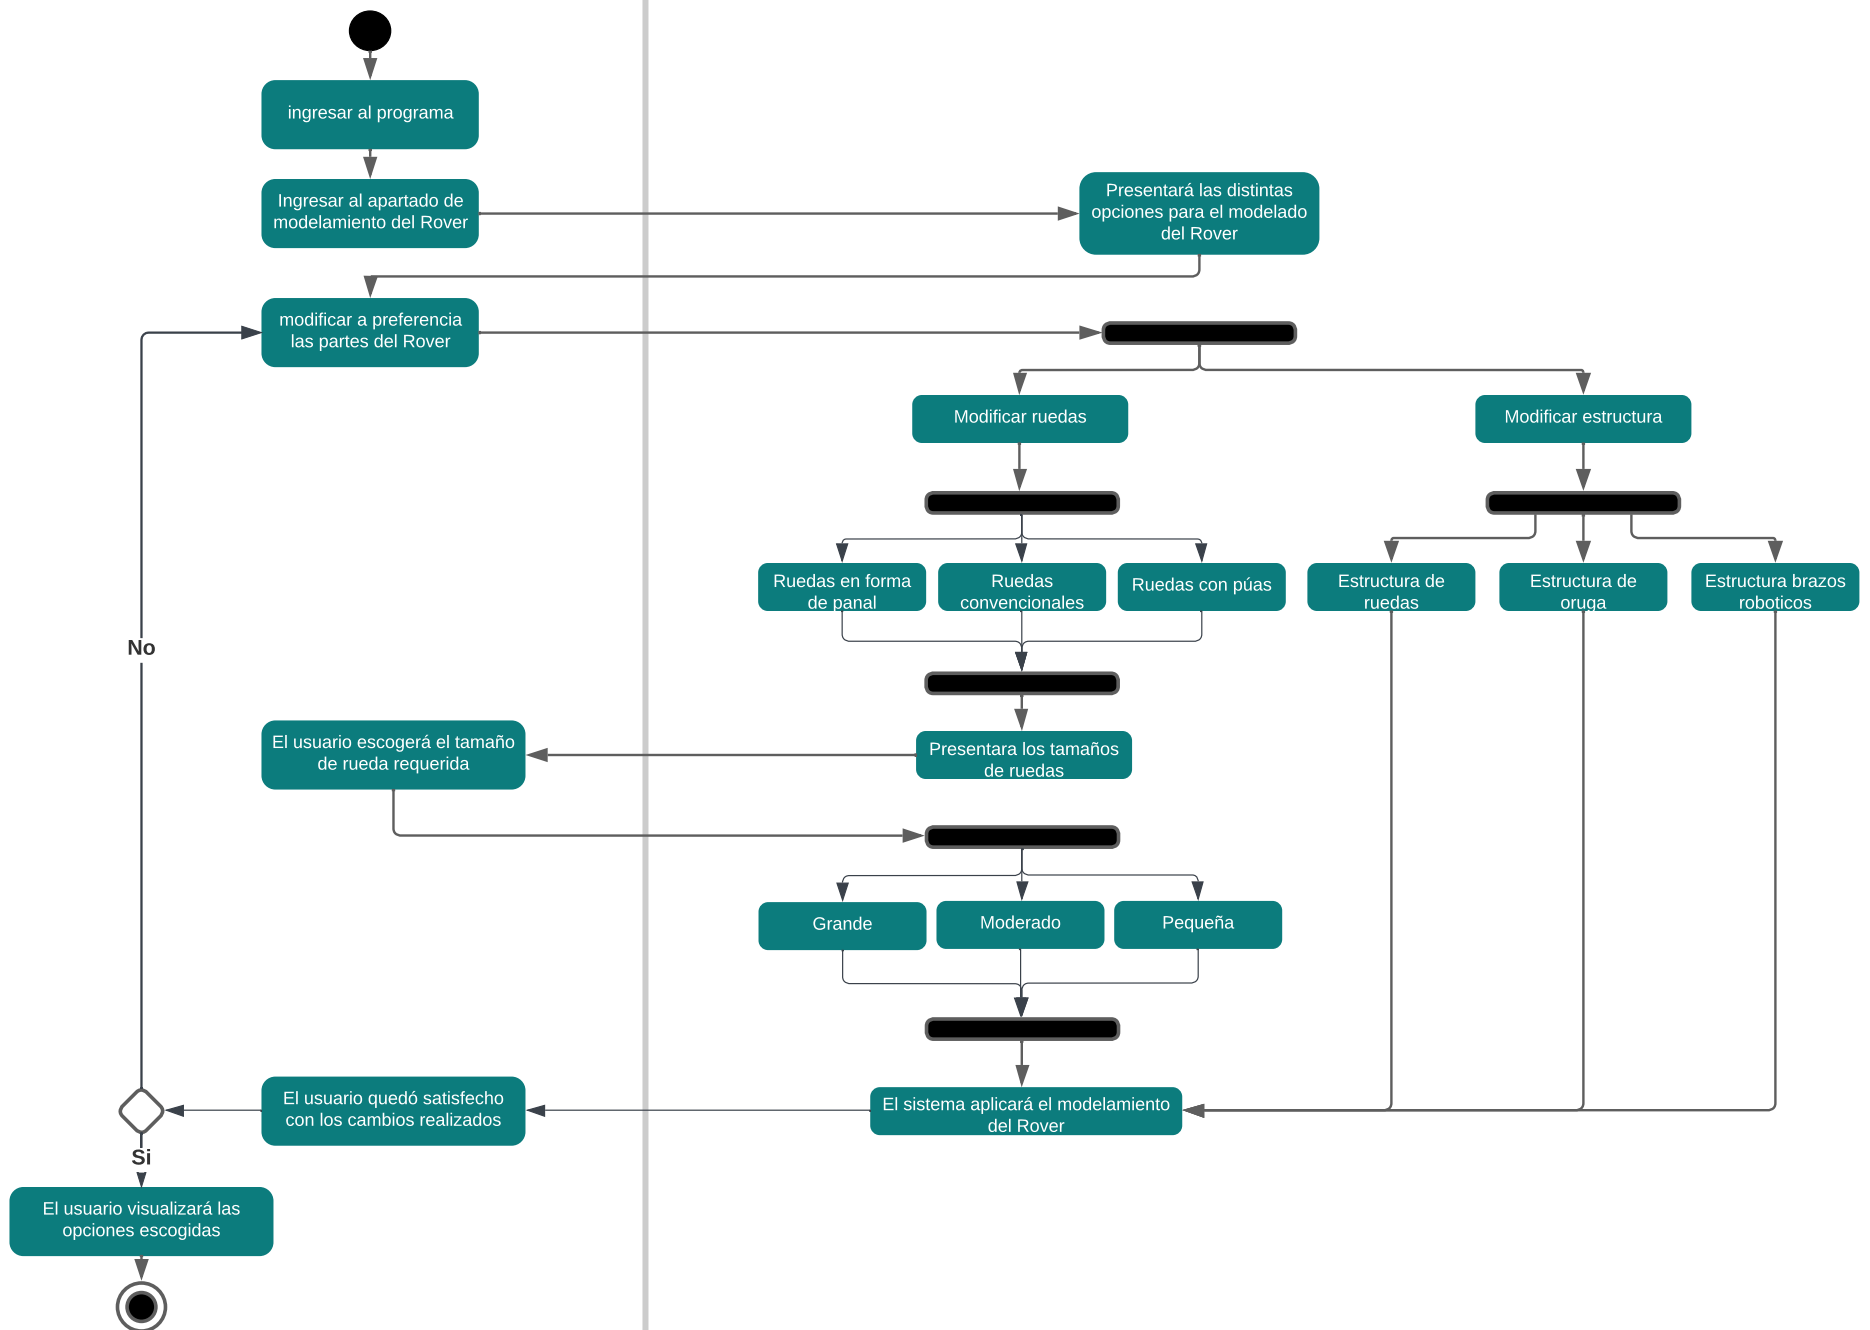 ingresar al programa
Ingresar al apartado de
modelamiento del Rover
Presentará las distintas
opciones para el modelado
del Rover
modificar a preferencia
las partes del Rover
Modificar ruedas
Modificar estructura
Ruedas en forma
de panal
Ruedas
convencionales
Ruedas con púas
Estructura de
ruedas
Estructura de
oruga
Estructura brazos
roboticos
No
El usuario escogerá el tamaño
de rueda requerida
Presentara los tamaños
de ruedas
Grande
Moderado
Pequeña
El usuario quedó satisfecho
con los cambios realizados
El sistema aplicará el modelamiento
del Rover
Si
El usuario visualizará las
opciones escogidas